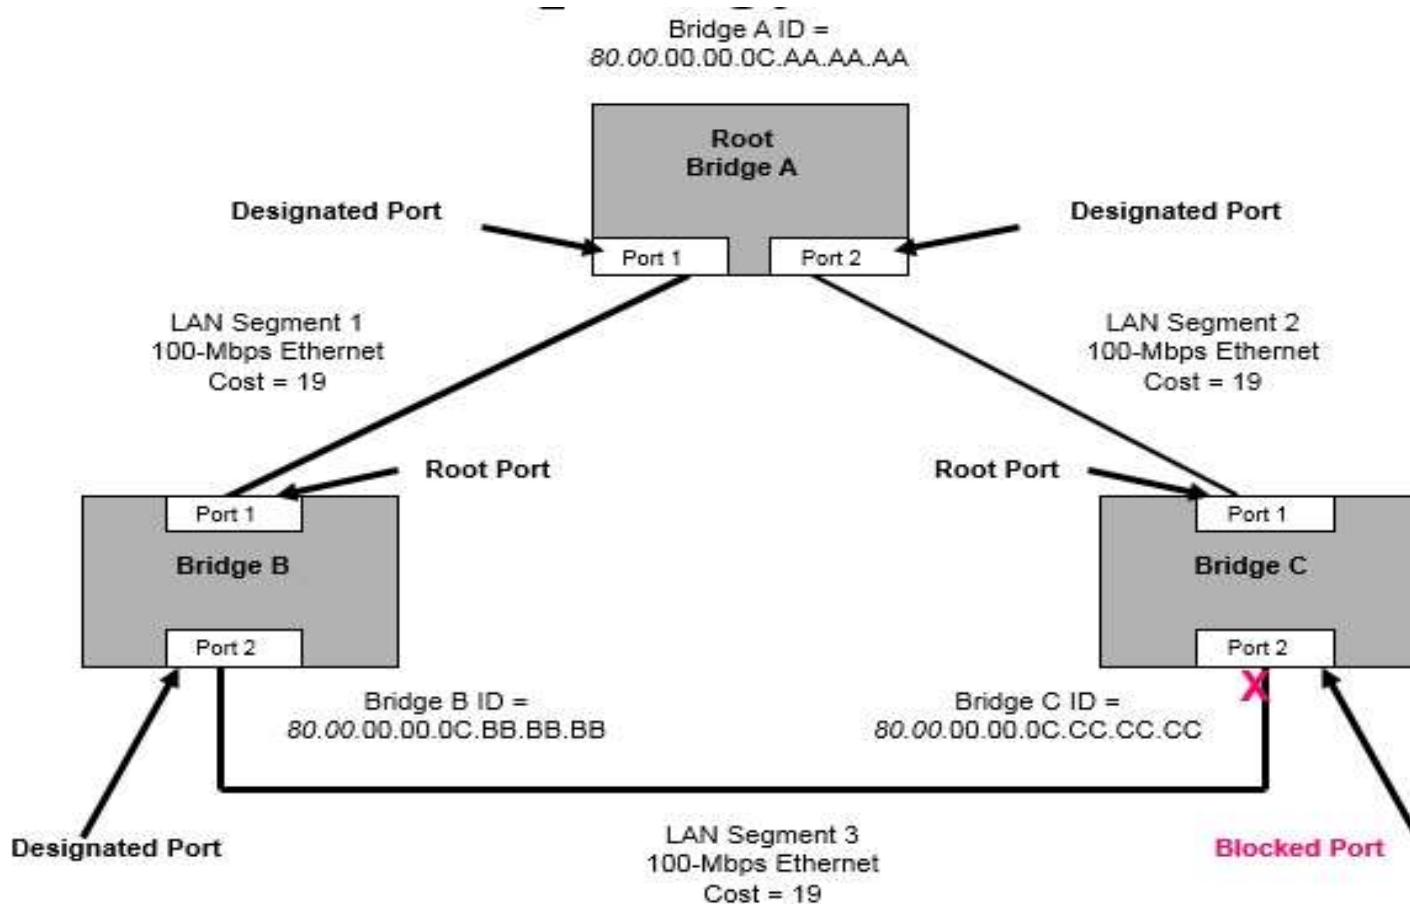 Bridge A ID =
80.00.00.00.0C.AA.AA.AA
Root
Bridge A
Designated Port
Designated Port
Port 1
Port 2
LAN Segment 1
100-Mbps Ethernet
Cost = 19
LAN Segment 2
100-Mbps Ethernet
Cost = 19
Root Port
Root Port
Port 1
Port 1
Bridge B
Bridge C
Port 2
Port 2
X
Bridge B ID =
80.00.00.00.0C.BB.BB.BB
Bridge C ID =
80.00.00.00.0C.CC.CC.CC
Designated Port
LAN Segment 3
100-Mbps Ethernet
Cost = 19
Blocked Port